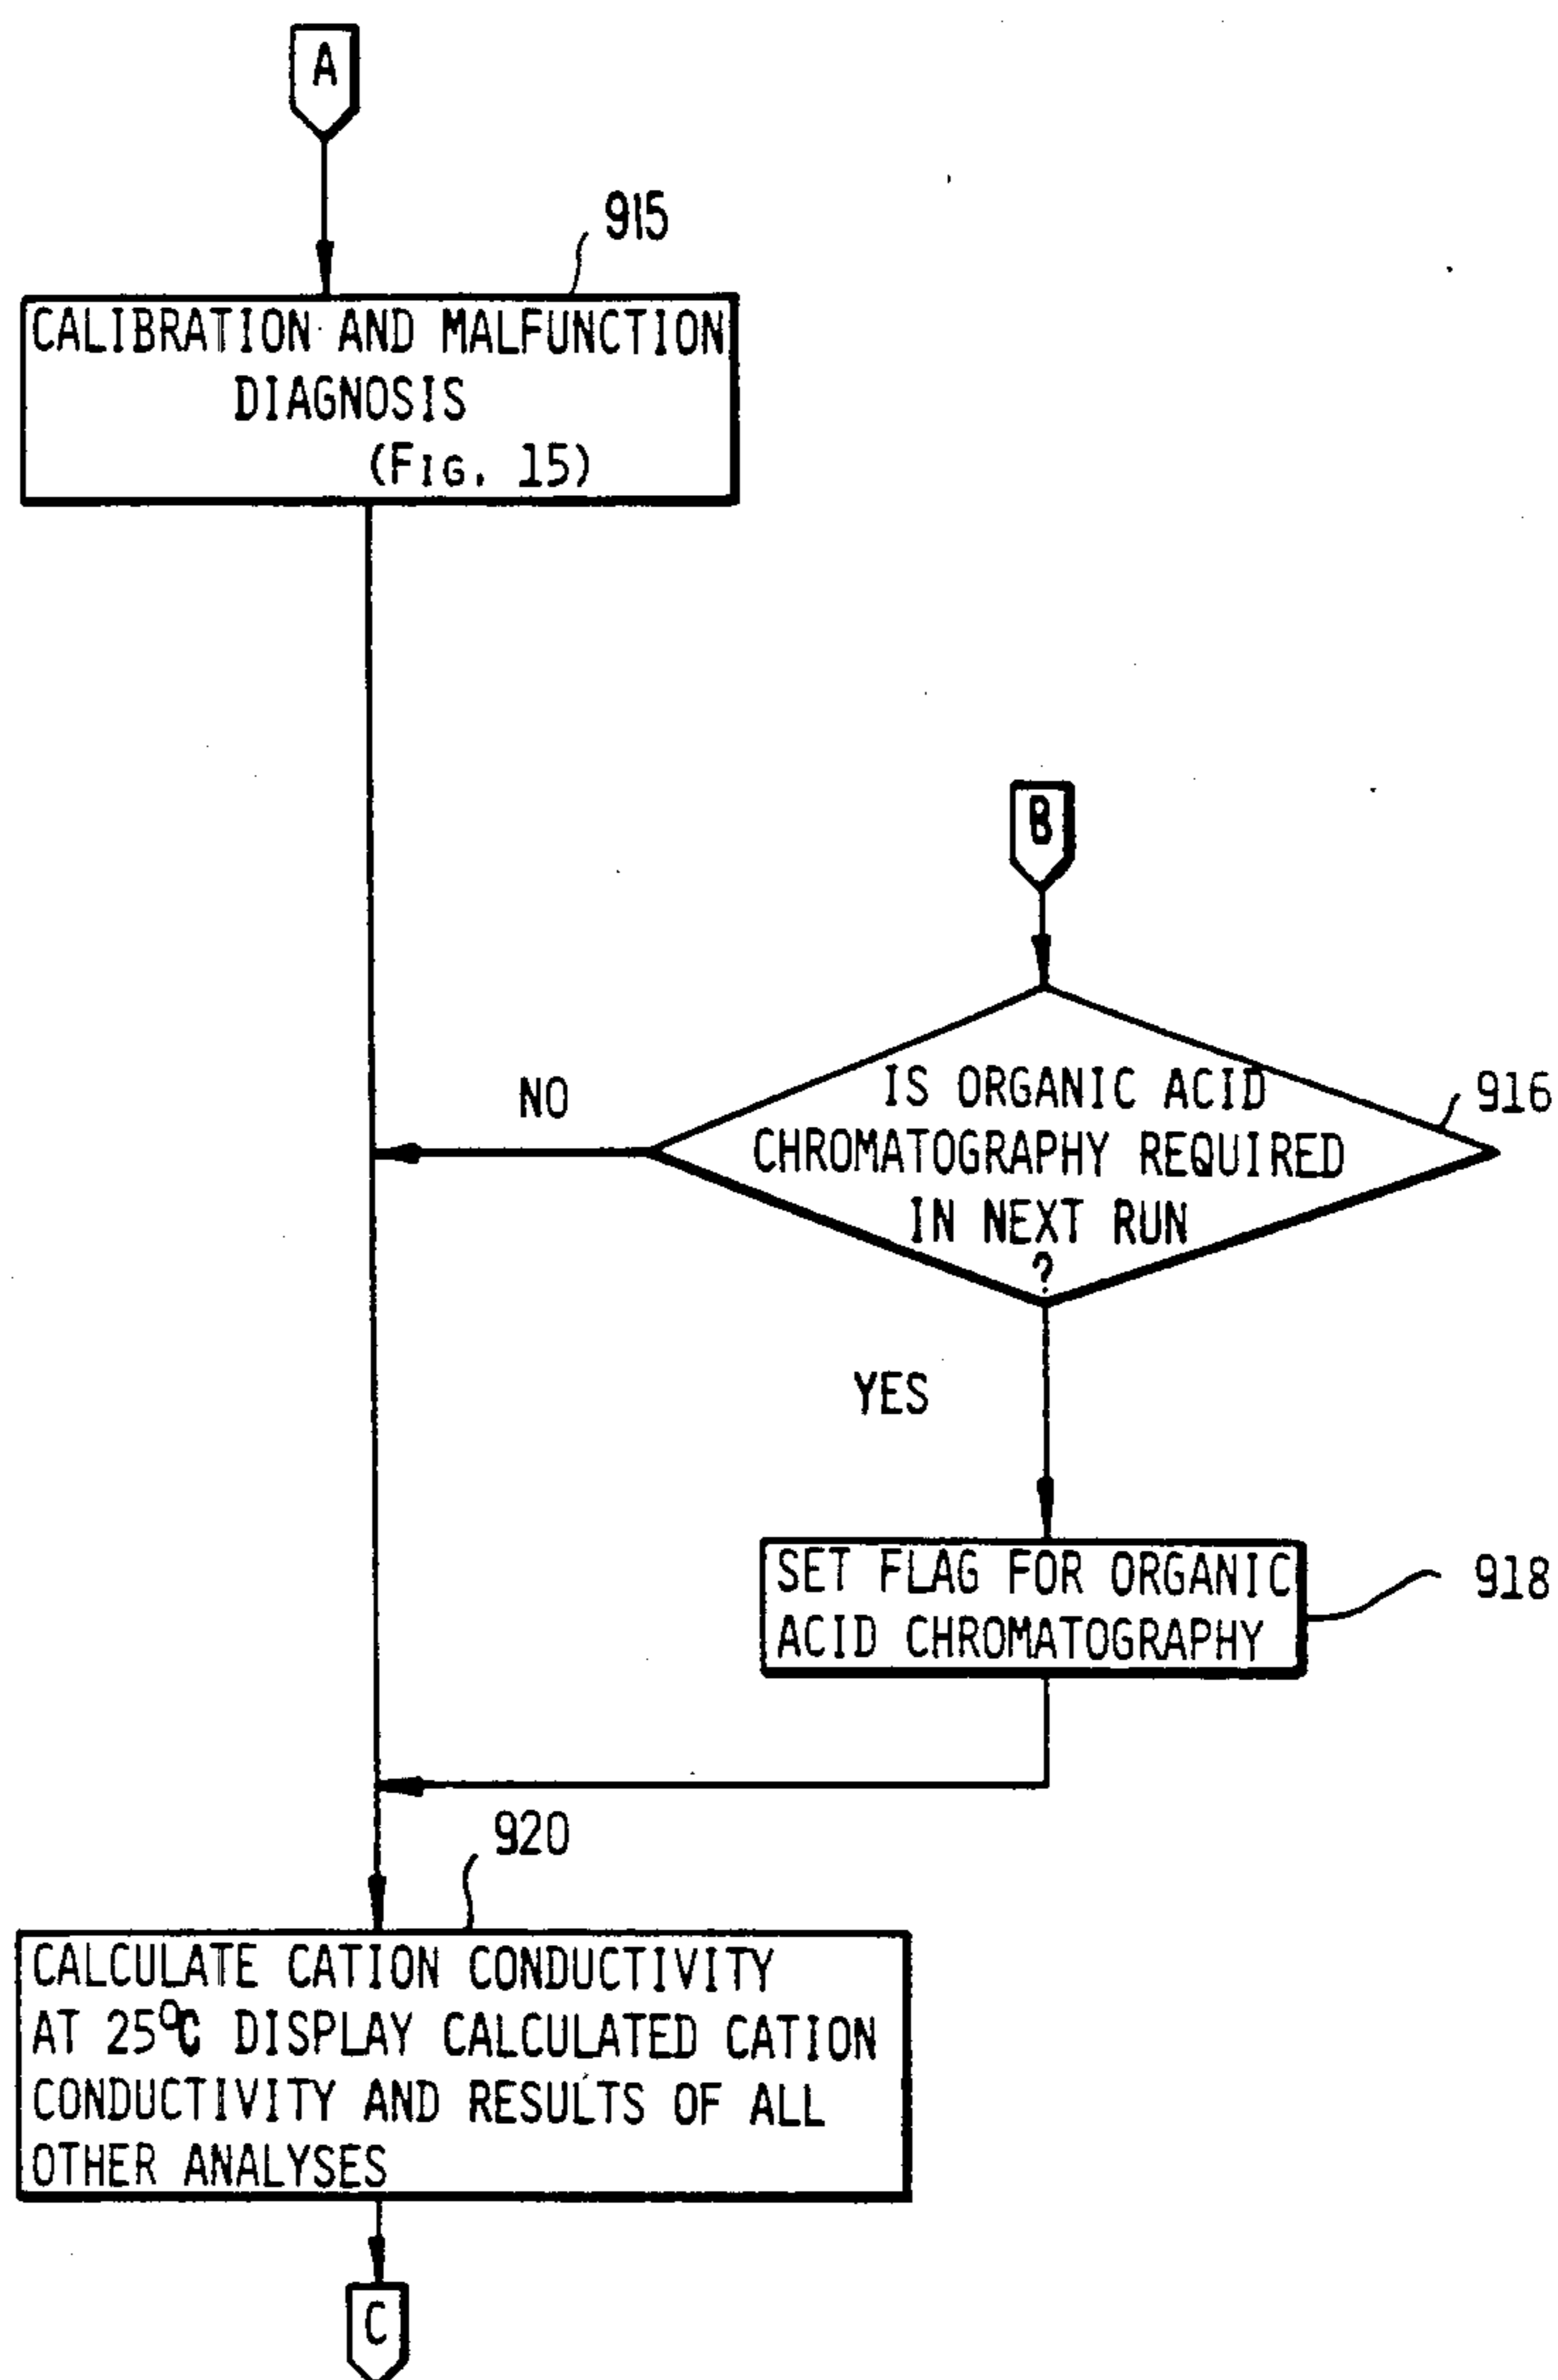 A
915
CALIBRATION AND MALFUNCTION
DIAGNOSIS
(FIG. 15)
B
916
IS ORGANIC ACID
CHROMATOGRAPHY REQUIRED
IN NEXT RUN
?
NO
YES
918
SET FLAG FOR ORGANIC
ACID CHROMATOGRAPHY
920
CALCULATE CATION CONDUCTIVITY
AT 25°C DISPLAY CALCULATED CATION
CONDUCTIVITY AND RESULTS OF ALL
OTHER ANALYSES
C